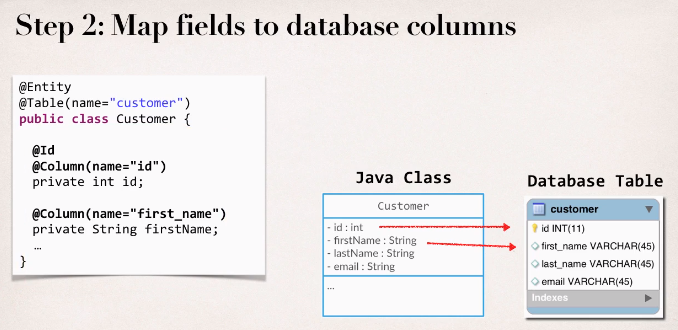 Step 2: Map fields to database columns
@Entity
@Table(name="customer")
public class Customer {
@Id
@Column(name="id")
private int id;
@Column(name="first_name")
private String firstName;
…
}
Java Class
Customer
- id : int
- firstName : String
- lastName : String
- email : String
...
Database Table
customer
id INT(11)
first_name VARCHAR(45)
last_name VARCHAR(45)
email VARCHAR(45)
Indexes